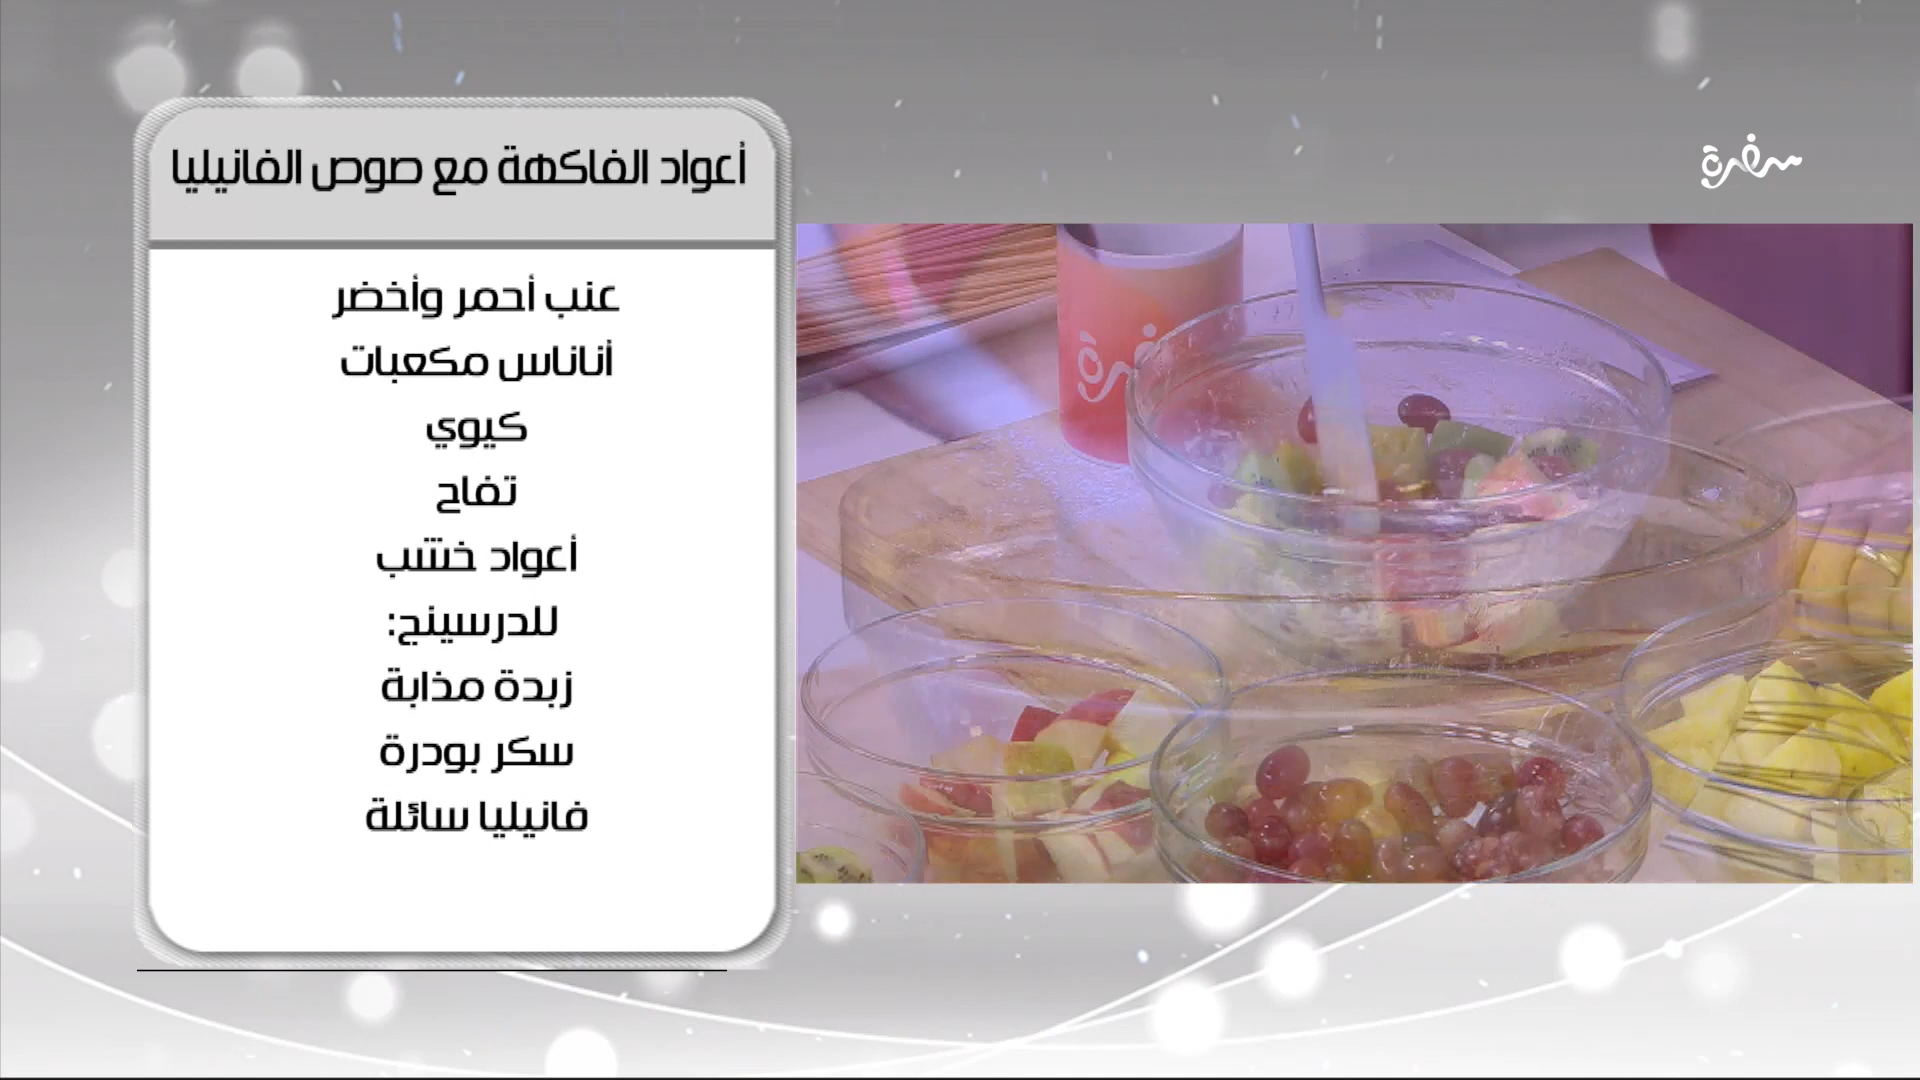 أعواد الفاكهة مع صوص الفانيليا
عنب أحمر وأخضر
أناناس مكعبات
كيوي
تفاح
أعواد خشب
للدرسينج:
زبدة مذابة
سكر بودرة
فانيليا سائلة
سفرة